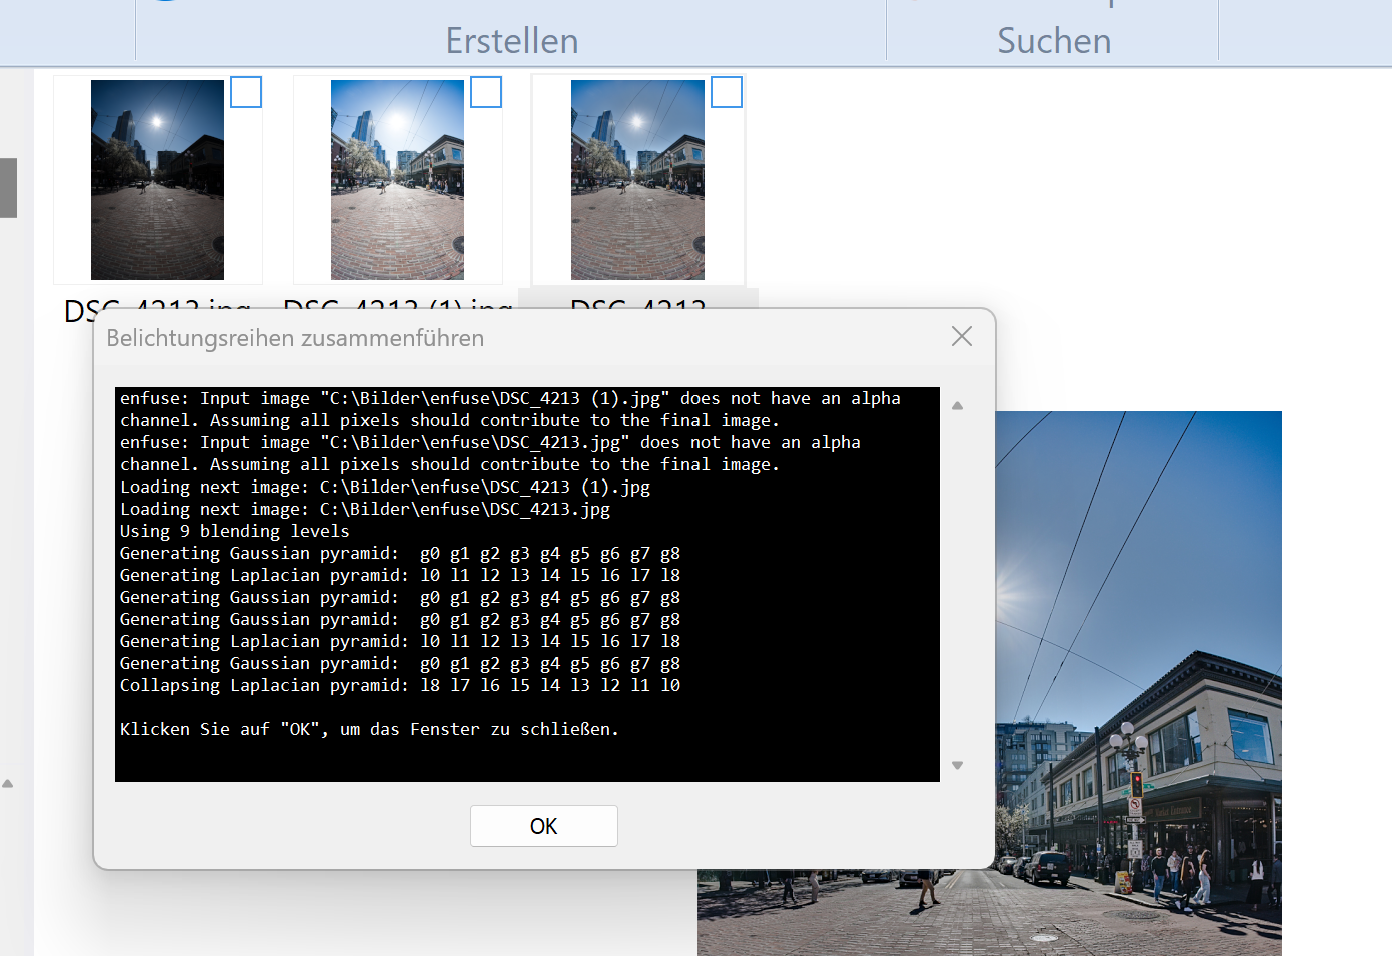 Erstellen
Suchen
DSC_4213.jpg
DSC_4213 (1).jpg
DSC_4213
Belichtungsreihen zusammenführen
enfuse: Input image "C:\Bilder\enfuse\DSC_4213 (1).jpg" does not have an alpha
channel. Assuming all pixels should contribute to the final image.
enfuse: Input image "C:\Bilder\enfuse\DSC_4213.jpg" does not have an alpha
channel. Assuming all pixels should contribute to the final image.
Loading next image: C:\Bilder\enfuse\DSC_4213 (1).jpg
Loading next image: C:\Bilder\enfuse\DSC_4213.jpg
Using 9 blending levels
Generating Gaussian pyramid:  g0 g1 g2 g3 g4 g5 g6 g7 g8
Generating Laplacian pyramid: l0 l1 l2 l3 l4 l5 l6 l7 l8
Generating Gaussian pyramid:  g0 g1 g2 g3 g4 g5 g6 g7 g8
Generating Gaussian pyramid:  g0 g1 g2 g3 g4 g5 g6 g7 g8
Generating Laplacian pyramid: l0 l1 l2 l3 l4 l5 l6 l7 l8
Generating Gaussian pyramid:  g0 g1 g2 g3 g4 g5 g6 g7 g8
Collapsing Laplacian pyramid: l8 l7 l6 l5 l4 l3 l2 l1 l0
Klicken Sie auf "OK", um das Fenster zu schließen.
OK